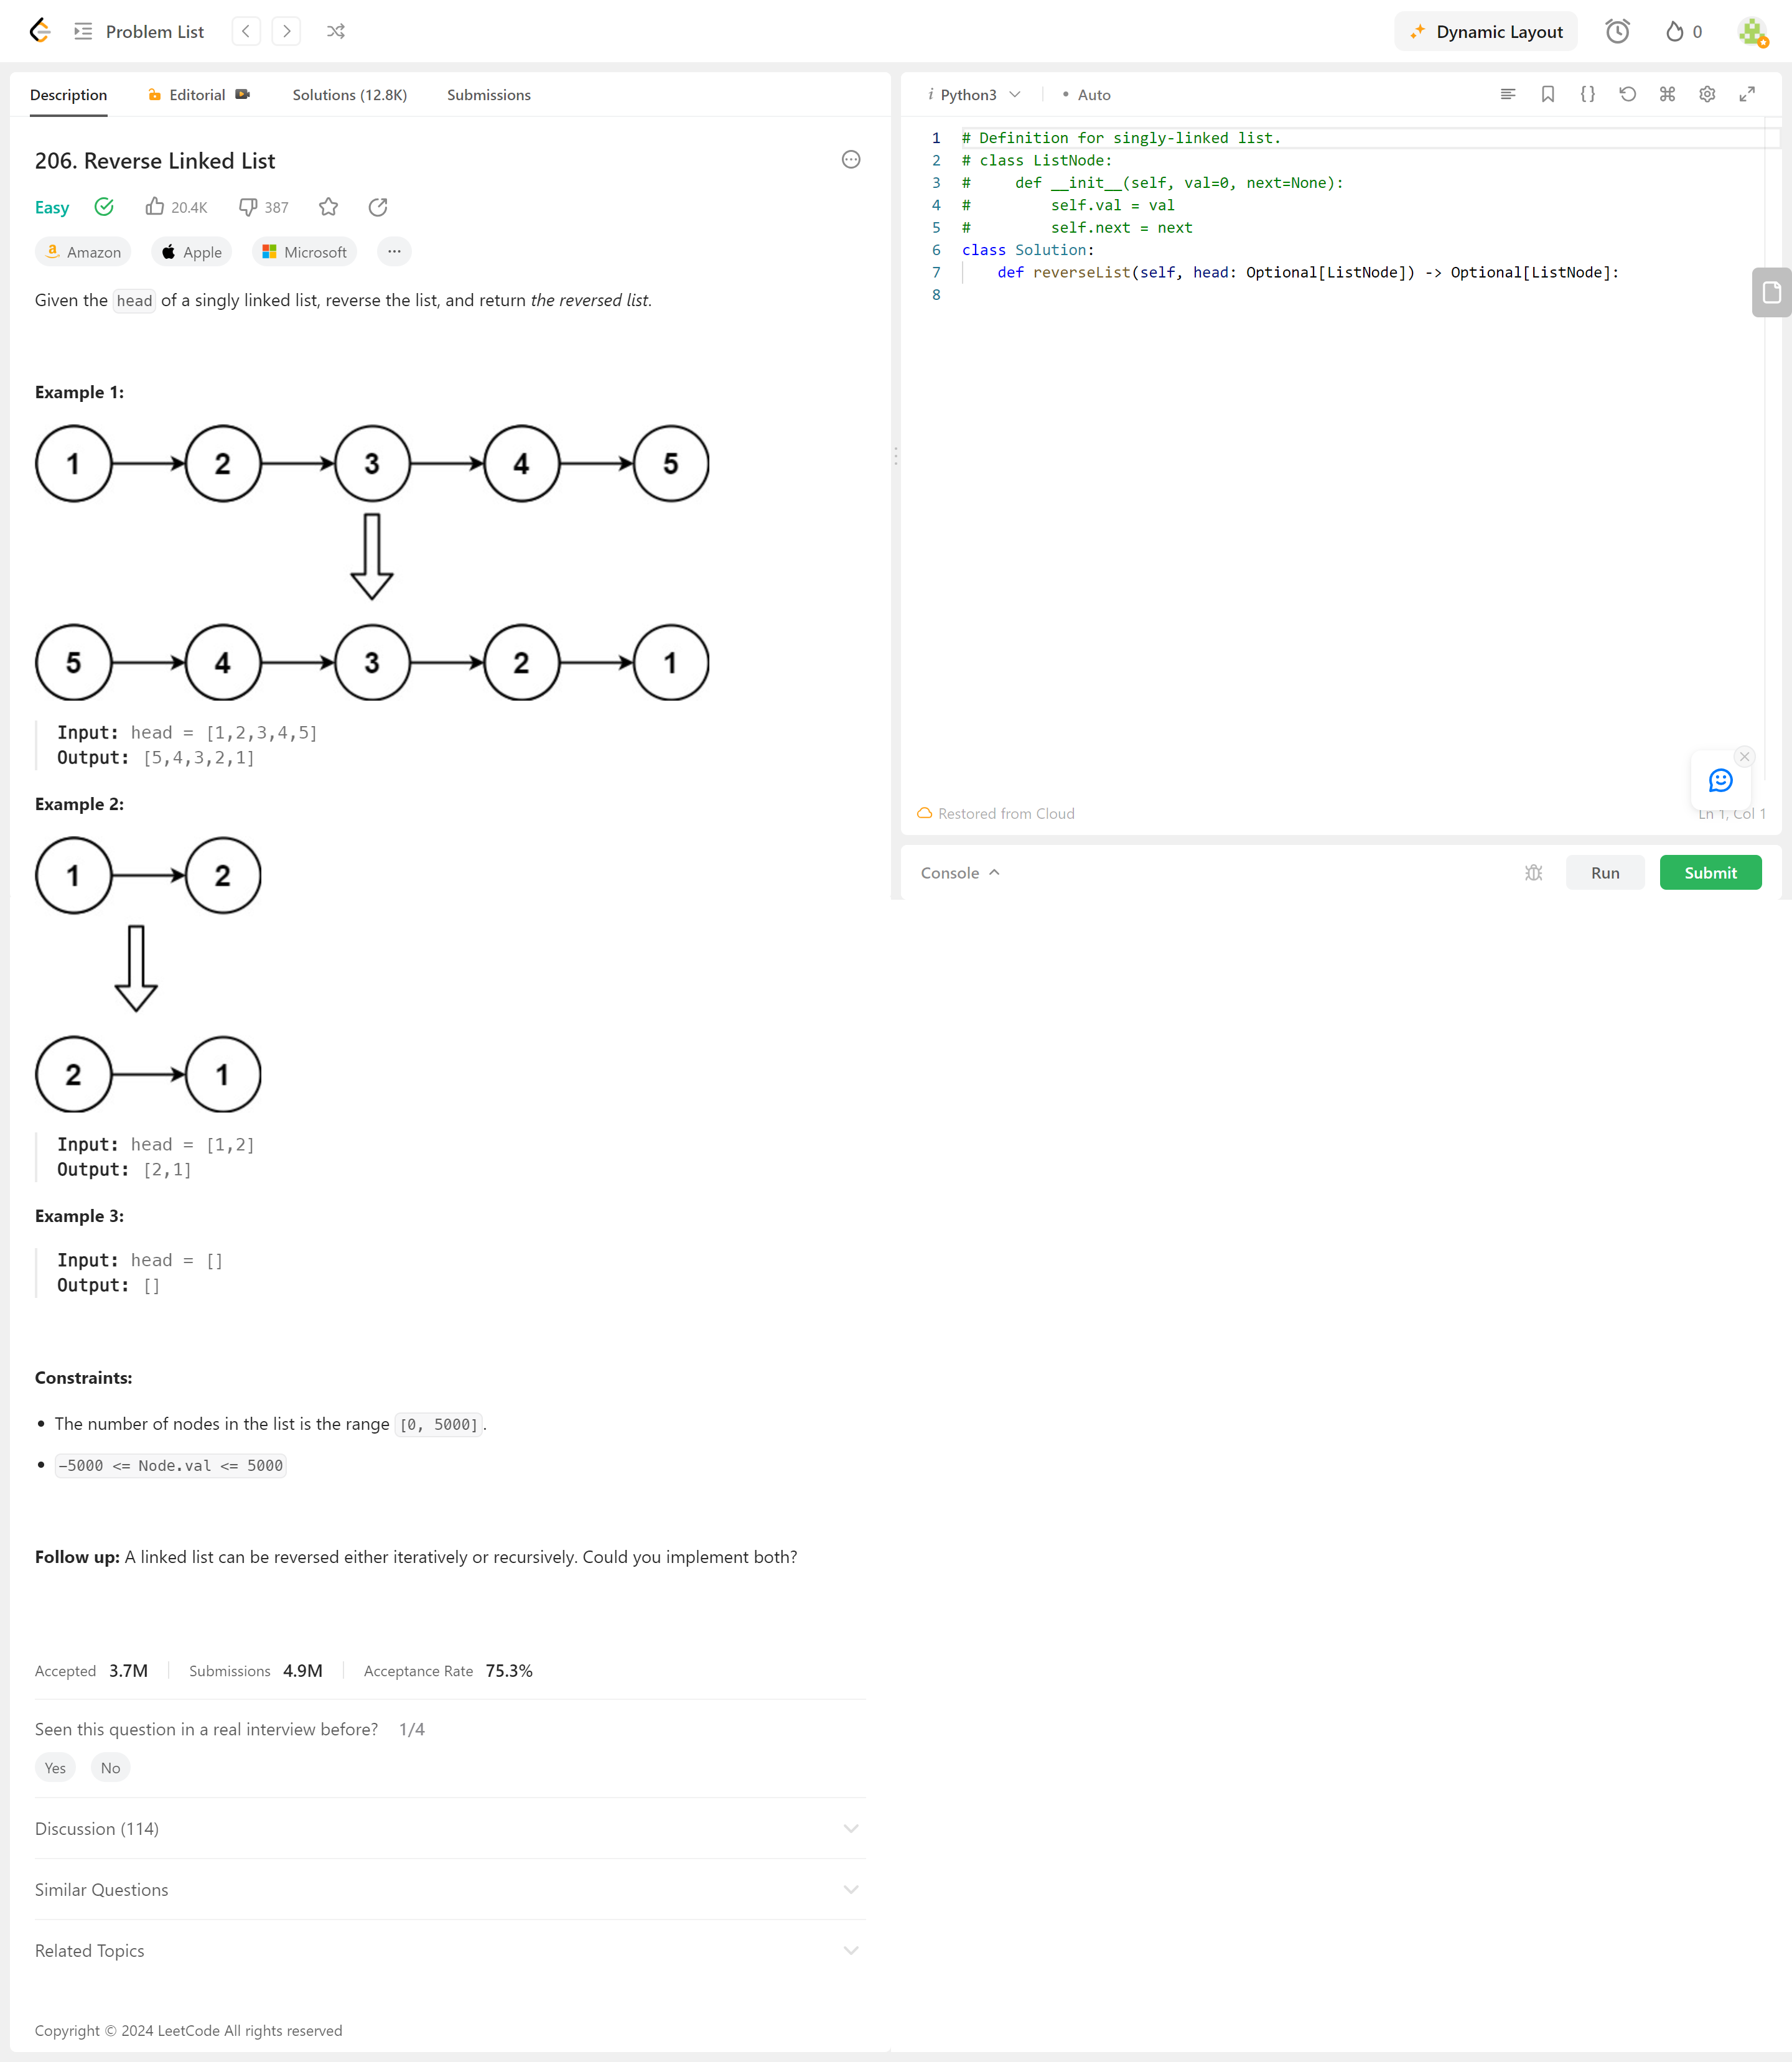 Problem List
Dynamic Layout
0
Description
Editorial
Solutions (12.8K)
Submissions
206. Reverse Linked List
Easy
20.4K
387
Amazon
Apple
Microsoft
Given the head of a singly linked list, reverse the list, and return the reversed list.
Example 1:
1 2 3 4 5
5 4 3 2 1
Input: head = [1,2,3,4,5]
Output: [5,4,3,2,1]
Example 2:
1 2
2 1
Input: head = [1,2]
Output: [2,1]
Example 3:
Input: head = []
Output: []
Constraints:
• The number of nodes in the list is the range [0, 5000].
• -5000 <= Node.val <= 5000
Follow up: A linked list can be reversed either iteratively or recursively. Could you implement both?
Accepted 3.7M
Submissions 4.9M
Acceptance Rate 75.3%
Seen this question in a real interview before? 1/4
Yes
No
Discussion (114)
Similar Questions
Related Topics
Copyright © 2024 LeetCode All rights reserved
i Python3
• Auto
1 # Definition for singly-linked list.
2 # class ListNode:
3 #     def __init__(self, val=0, next=None):
4 #         self.val = val
5 #         self.next = next
6 class Solution:
7     def reverseList(self, head: Optional[ListNode]) -> Optional[ListNode]:
8
Restored from Cloud
Ln 1, Col 1
Console
Run
Submit